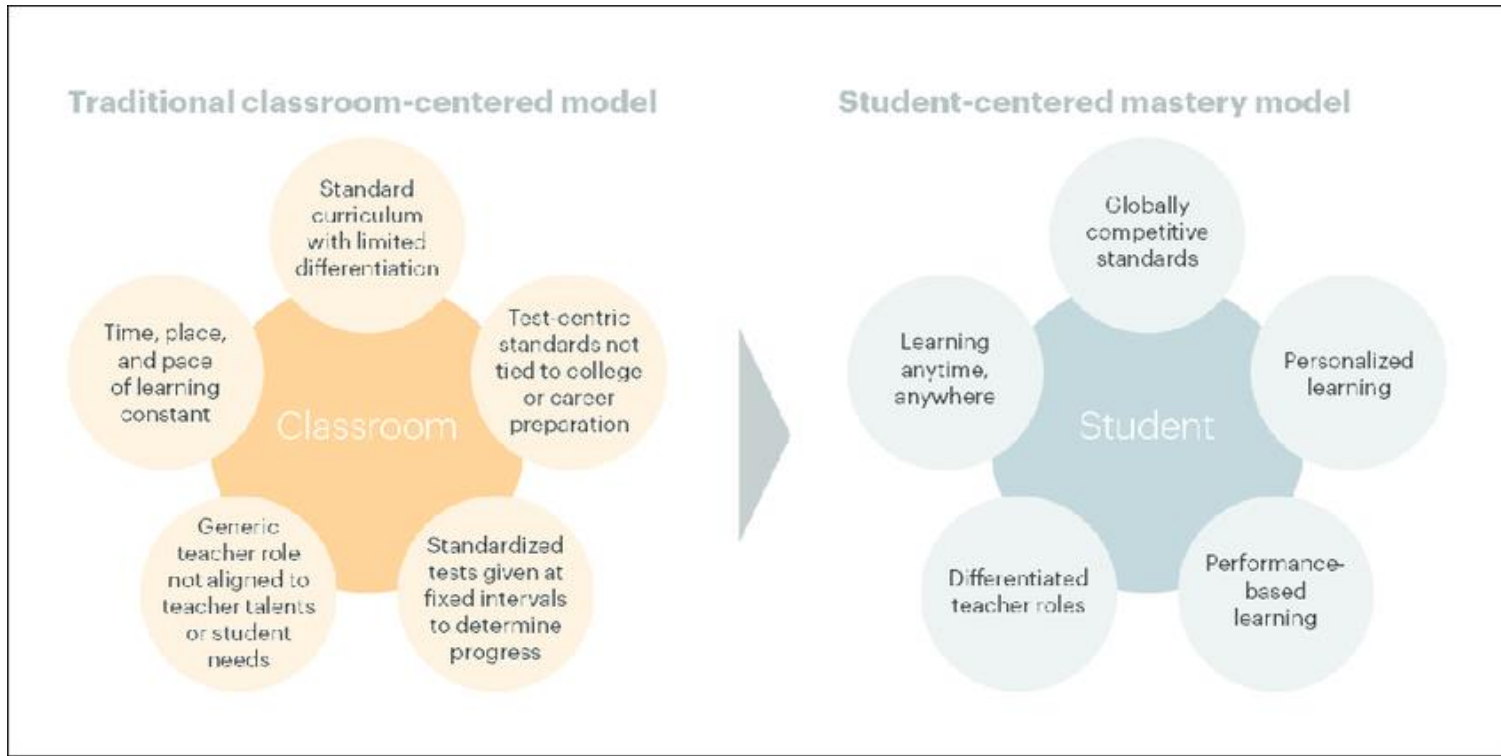 Traditional classroom-centered model
Standard
curriculum
with limited
differentiation
Time, place,
and pace
of learning
constant
Test-centric
standards not
tied to college
or career
preparation
Classroom
Generic
teacher role
not aligned to
teacher talents
or student
needs
Standardized
tests given at
fixed intervals
to determine
progress
Student-centered mastery model
Globally
competitive
standards
Learning
anytime,
anywhere
Personalized
learning
Student
Differentiated
teacher roles
Performance-
based
learning